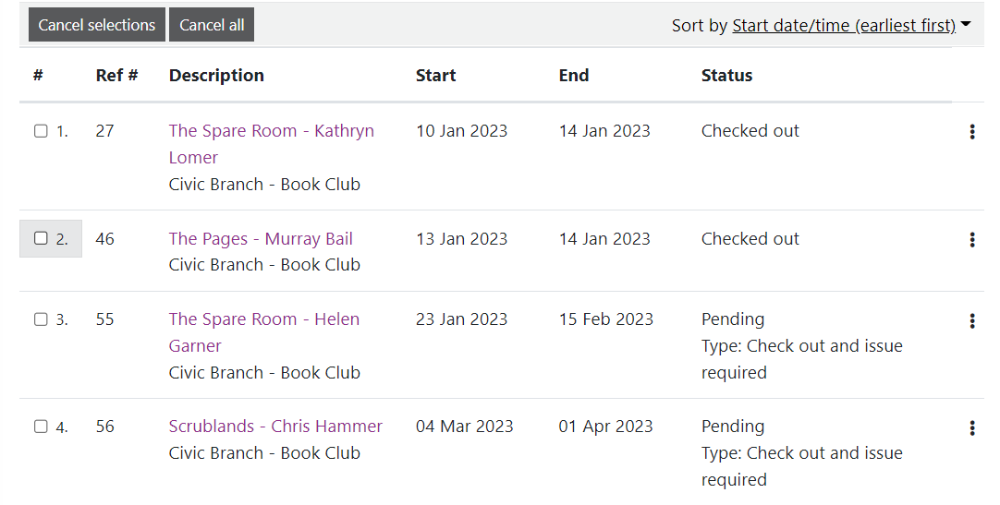 Cancel selections Cancel all Sort by Start date/time (earliest first)
# Ref # Description Start End Status
1. 27 The Spare Room - Kathryn 10 Jan 2023 14 Jan 2023 Checked out
Lomer
Civic Branch - Book Club
2. 46 The Pages - Murray Bail 13 Jan 2023 14 Jan 2023 Checked out
Civic Branch - Book Club
3. 55 The Spare Room - Helen 23 Jan 2023 15 Feb 2023 Pending
Garner Type: Check out and issue
Civic Branch - Book Club required
4. 56 Scrublands - Chris Hammer 04 Mar 2023 01 Apr 2023 Pending
Civic Branch - Book Club Type: Check out and issue
required